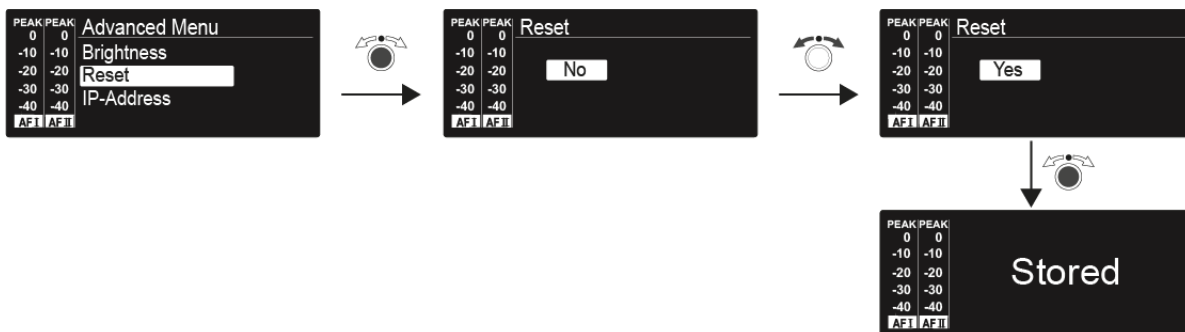 PEAK PEAK Advanced Menu
0 0
-10 -10 Brightness
-20 -20 Reset
-30 -30 IP-Address
-40 -40
AF I AF II
PEAK PEAK Reset
0 0
-10 -10
-20 -20 No
-30 -30
-40 -40
AF I AF II
PEAK PEAK Reset
0 0
-10 -10
-20 -20 Yes
-30 -30
-40 -40
AF I AF II
PEAK PEAK
0 0
-10 -10
-20 -20 Stored
-30 -30
-40 -40
AF I AF II